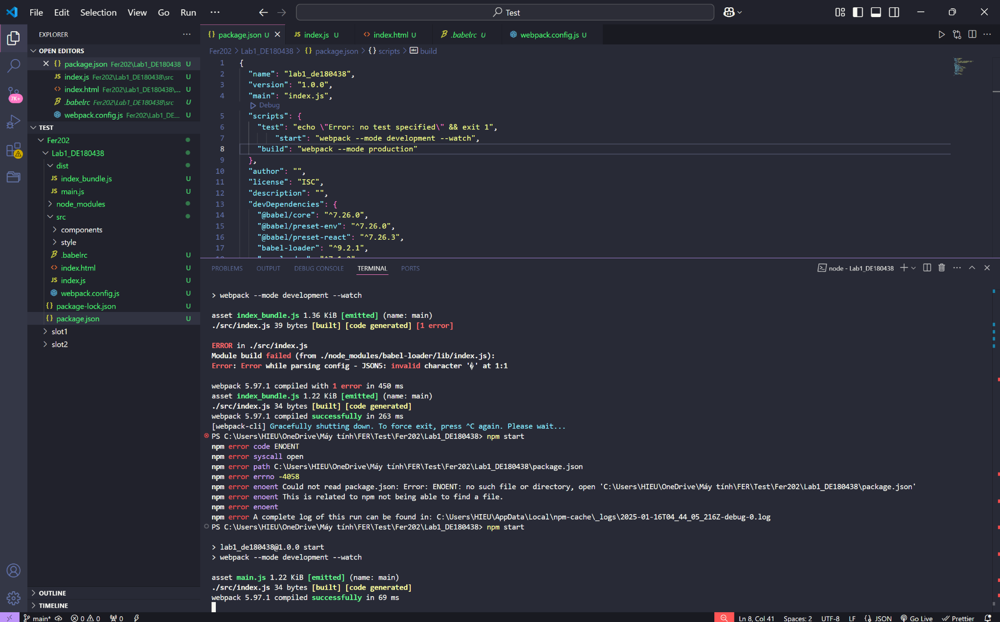 File Edit Selection View Go Run ··· Test
EXPLORER ···
OPEN EDITORS
{} package.json Fer202\Lab1_DE180438 U
JS index.js Fer202\Lab1_DE180438\src U
<> index.html Fer202\Lab1_DE180438\... U
.babelrc Fer202\Lab1_DE180438\src U
webpack.config.js Fer202\Lab1_DE... U
TEST
Fer202
Lab1_DE180438
dist
JS index_bundle.js U
JS main.js U
node_modules
src
components
style
.babelrc U
<> index.html U
JS index.js U
webpack.config.js U
{} package-lock.json U
{} package.json U
slot1
slot2
OUTLINE
TIMELINE
7K+
{} package.json U JS index.js U <> index.html U .babelrc U webpack.config.js U
Fer202 > Lab1_DE180438 > {} package.json > {} scripts > abc build
1 {
2 "name": "lab1_de180438",
3 "version": "1.0.0",
4 "main": "index.js",
Debug
5 "scripts": {
6 "test": "echo \"Error: no test specified\" && exit 1",
7 "start": "webpack --mode development --watch",
8 "build": "webpack --mode production"
9 },
10 "author": "",
11 "license": "ISC",
12 "description": "",
13 "devDependencies": {
14 "@babel/core": "^7.26.0",
15 "@babel/preset-env": "^7.26.0",
16 "@babel/preset-react": "^7.26.3",
17 "babel-loader": "^9.2.1",
PROBLEMS OUTPUT DEBUG CONSOLE TERMINAL PORTS node - Lab1_DE180438
> webpack --mode development --watch
asset index_bundle.js 1.36 KiB [emitted] (name: main)
./src/index.js 39 bytes [built] [code generated] [1 error]
ERROR in ./src/index.js
Module build failed (from ./node_modules/babel-loader/lib/index.js):
Error: Error while parsing config - JSON5: invalid character '�' at 1:1
webpack 5.97.1 compiled with 1 error in 450 ms
asset index_bundle.js 1.22 KiB [emitted] (name: main)
./src/index.js 34 bytes [built] [code generated]
webpack 5.97.1 compiled successfully in 263 ms
[webpack-cli] Gracefully shutting down. To force exit, press ^C again. Please wait...
PS C:\Users\HIEU\OneDrive\Máy tính\FER\Test\Fer202\Lab1_DE180438> npm start
npm error code ENOENT
npm error syscall open
npm error path C:\Users\HIEU\OneDrive\Máy tính\FER\Test\Fer202\Lab1_DE180438\package.json
npm error errno -4058
npm error enoent Could not read package.json: Error: ENOENT: no such file or directory, open 'C:\Users\HIEU\OneDrive\Máy tính\FER\Test\Fer202\Lab1_DE180438\package.json'
npm error enoent This is related to npm not being able to find a file.
npm error enoent
npm error A complete log of this run can be found in: C:\Users\HIEU\AppData\Local\npm-cache\_logs\2025-01-16T04_44_05_216Z-debug-0.log
PS C:\Users\HIEU\OneDrive\Máy tính\FER\Test\Fer202\Lab1_DE180438> npm start
> lab1_de180438@1.0.0 start
> webpack --mode development --watch
asset main.js 1.22 KiB [emitted] (name: main)
./src/index.js 34 bytes [built] [code generated]
webpack 5.97.1 compiled successfully in 69 ms
main* 0 0 0 Ln 8, Col 41 Spaces: 2 UTF-8 LF JSON Go Live Prettier